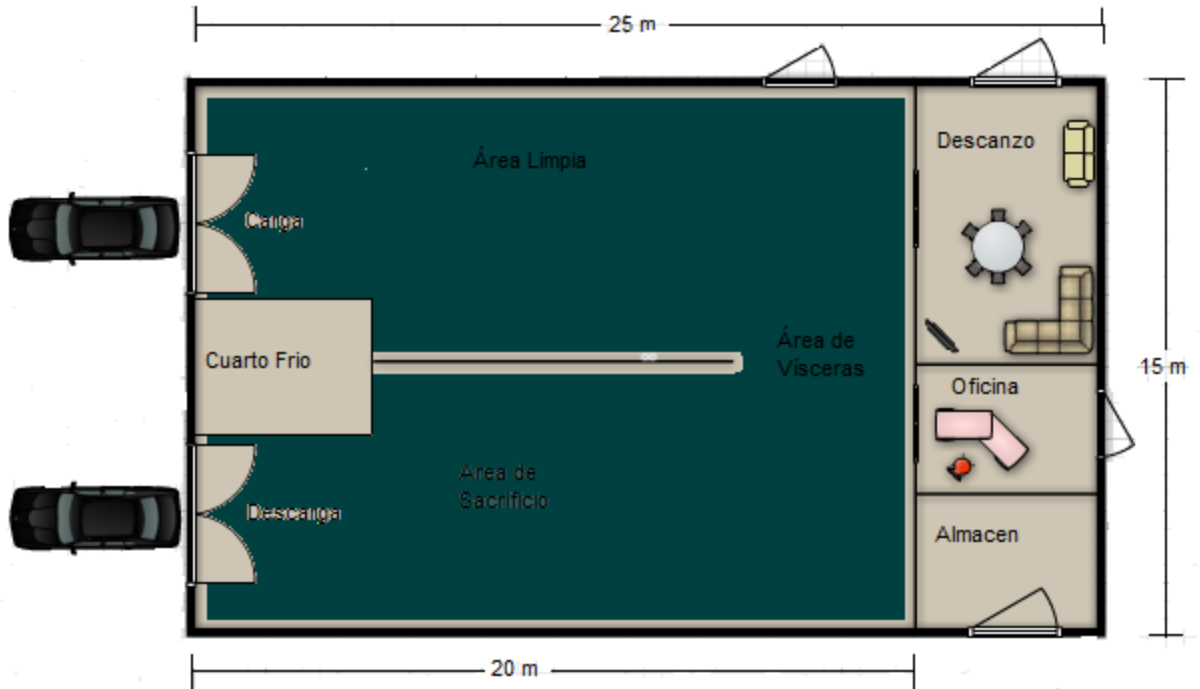 25 m
Área Limpia
Descanzo
Carga
Cuarto Frio
Área de
Vísceras
15 m
Oficina
Area de
Sacrificio
Descarga
Almacen
20 m